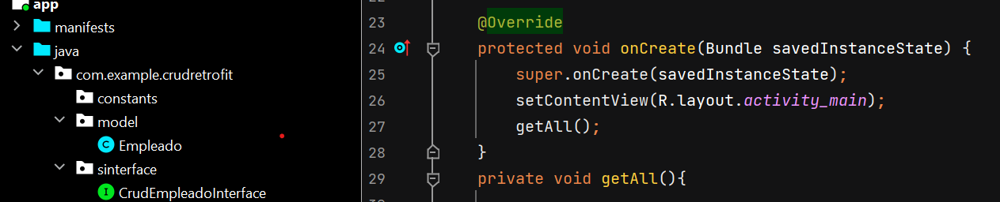 app
manifests
java
com.example.crudretrofit
constants
model
C Empleado
sinterface
I CrudEmpleadoInterface
23 @Override
24 protected void onCreate(Bundle savedInstanceState) {
25 super.onCreate(savedInstanceState);
26 setContentView(R.layout.activity_main);
27 getAll();
28 }
29 private void getAll(){